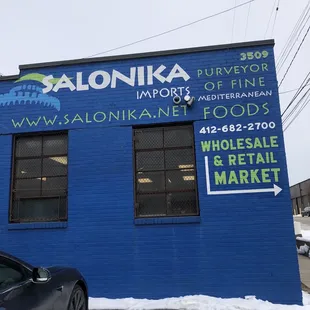 3509
SALONIKA
IMPORTS
WWW.SALONIKA.NET
PURVEYOR
OF FINE
MEDITERRANEAN
FOODS
412-682-2700
WHOLESALE
& RETAIL
MARKET